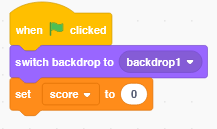 when clicked
switch backdrop to backdrop1
set score to 0